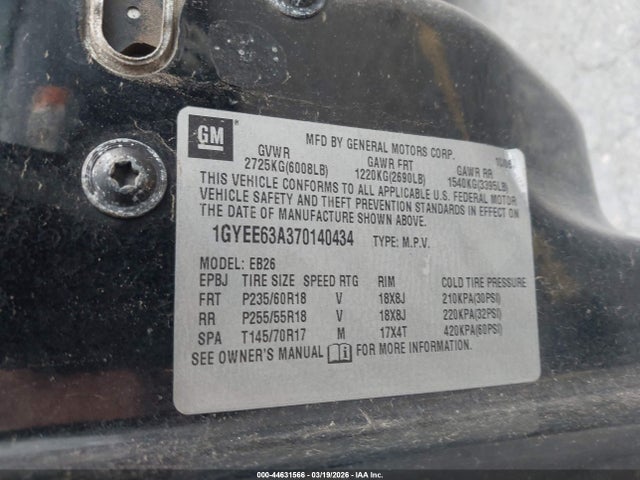 GM
MFD BY GENERAL MOTORS CORP.
GVWR GAWR FRT GAWR RR
2725KG(6008LB) 1220KG(2690LB) 1540KG(3395LB)
THIS VEHICLE CONFORMS TO ALL APPLICABLE U.S. FEDERAL MOTOR
VEHICLE SAFETY AND THEFT PREVENTION STANDARDS IN EFFECT ON
THE DATE OF MANUFACTURE SHOWN ABOVE.
1GYEE63A370140434 TYPE: M.P.V.
MODEL: EB26
EPBJ TIRE SIZE SPEED RTG RIM COLD TIRE PRESSURE
FRT P235/60R18 V 18X8J 210KPA(30PSI)
RR P255/55R18 V 18X8J 220KPA(32PSI)
SPA T145/70R17 M 17X4T 420KPA(60PSI)
SEE OWNER'S MANUAL FOR MORE INFORMATION.
000-44631566 | 03/19/2026 | IAA Inc.